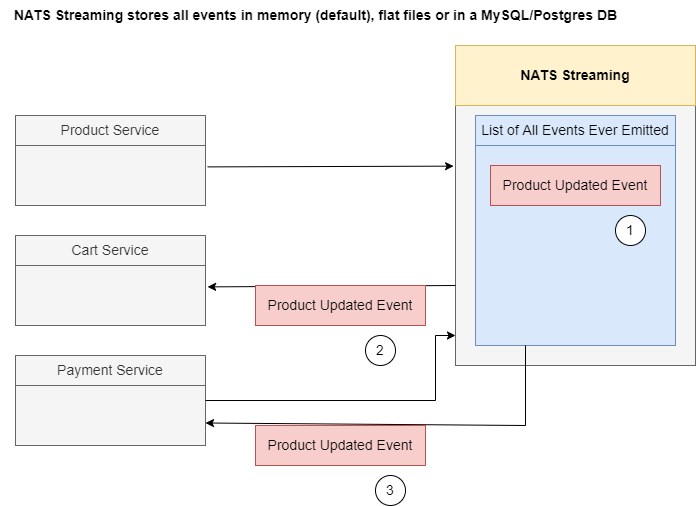 NATS Streaming stores all events in memory (default), flat files or in a MySQL/Postgres DB
NATS Streaming
Product Service
List of All Events Ever Emitted
Product Updated Event
1
Cart Service
Product Updated Event
2
Payment Service
Product Updated Event
3